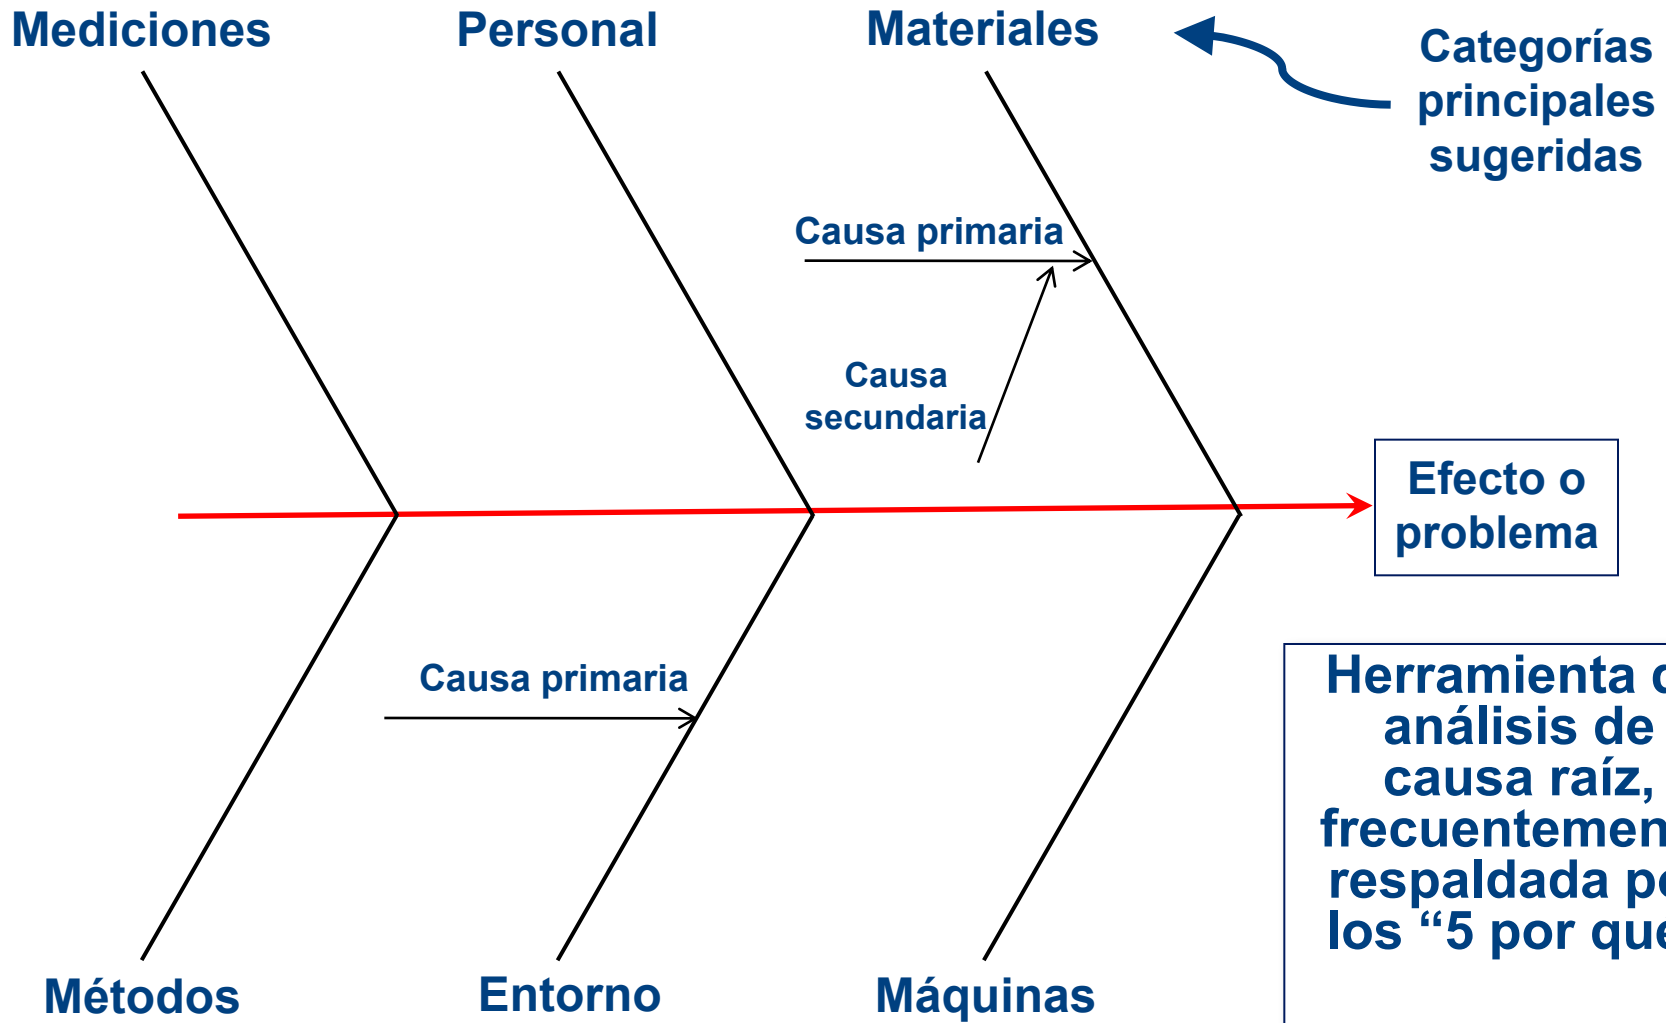 Mediciones
Personal
Materiales
Categorías
principales
sugeridas
Causa primaria
Causa
secundaria
Efecto o
problema
Causa primaria
Herramienta
análisis de
causa raíz,
respaldada
los “5 por
Métodos
Entorno
Máquinas